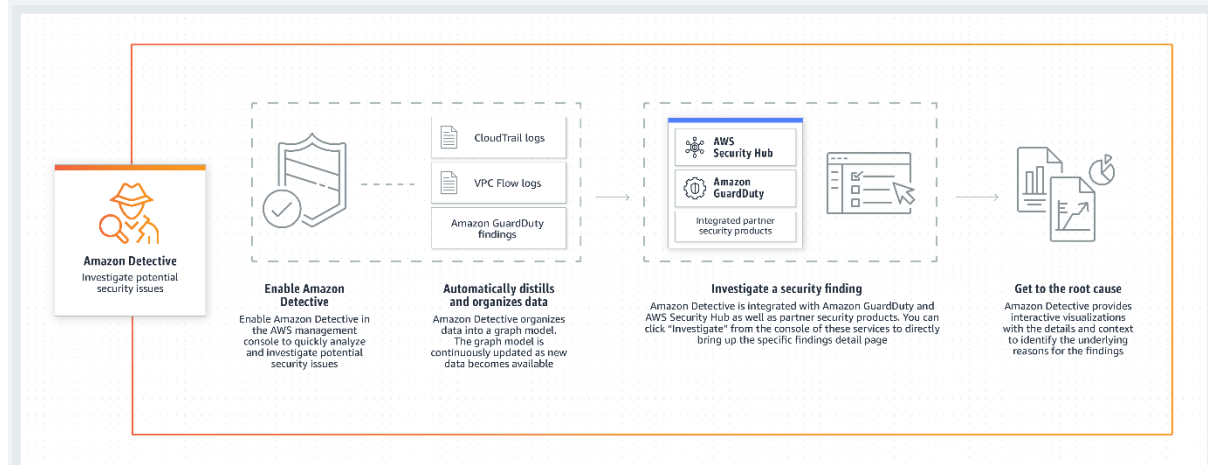 Amazon Detective
Investigate potential
security issues
Enable Amazon
Detective
Enable Amazon Detective in
the AWS management
console to quickly analyze
and investigate potential
security issues
CloudTrail logs
VPC Flow logs
Amazon GuardDuty
findings
Automatically distills
and organizes data
Amazon Detective organizes
data into a graph model.
The graph model is
continuously updated as new
data becomes available
AWS
Security Hub
Amazon
GuardDuty
Integrated partner
security products
Investigate a security finding
Amazon Detective is integrated with Amazon GuardDuty and
AWS Security Hub as well as partner security products. You can
click "Investigate" from the console of these services to directly
bring up the specific findings detail page
Get to the root cause
Amazon Detective provides
interactive visualizations
with the details and context
to identify the underlying
reasons for the findings